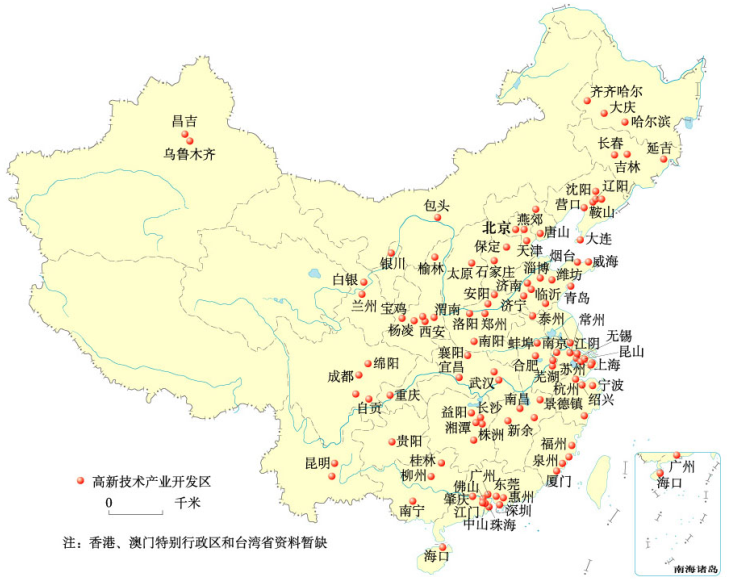 齐齐哈尔
大庆
哈尔滨
昌吉
乌鲁木齐
长春
延吉
吉林
沈阳
辽阳
营口
鞍山
包头
北京
燕郊
唐山
保定
天津
大连
银川
榆林
太原
石家庄
烟台
威海
淄博
潍坊
白银
兰州
安阳
济南
临沂
青岛
济宁
宝鸡
渭南
杨凌
西安
洛阳
郑州
泰州
常州
南阳
蚌埠
南京
江阴
无锡
昆山
襄阳
宜昌
合肥
上海
绵阳
成都
武汉
芜湖
苏州
杭州
宁波
绍兴
自贡
重庆
南昌
景德镇
益阳
长沙
湘潭
株洲
新余
贵阳
福州
昆明
桂林
泉州
柳州
厦门
广州
佛山
东莞
肇庆
惠州
南宁
江门
深圳
中山
珠海
海口
高新技术产业开发区
0
千米
注：香港、澳门特别行政区和台湾省资料暂缺
广州
海口
南海诸岛